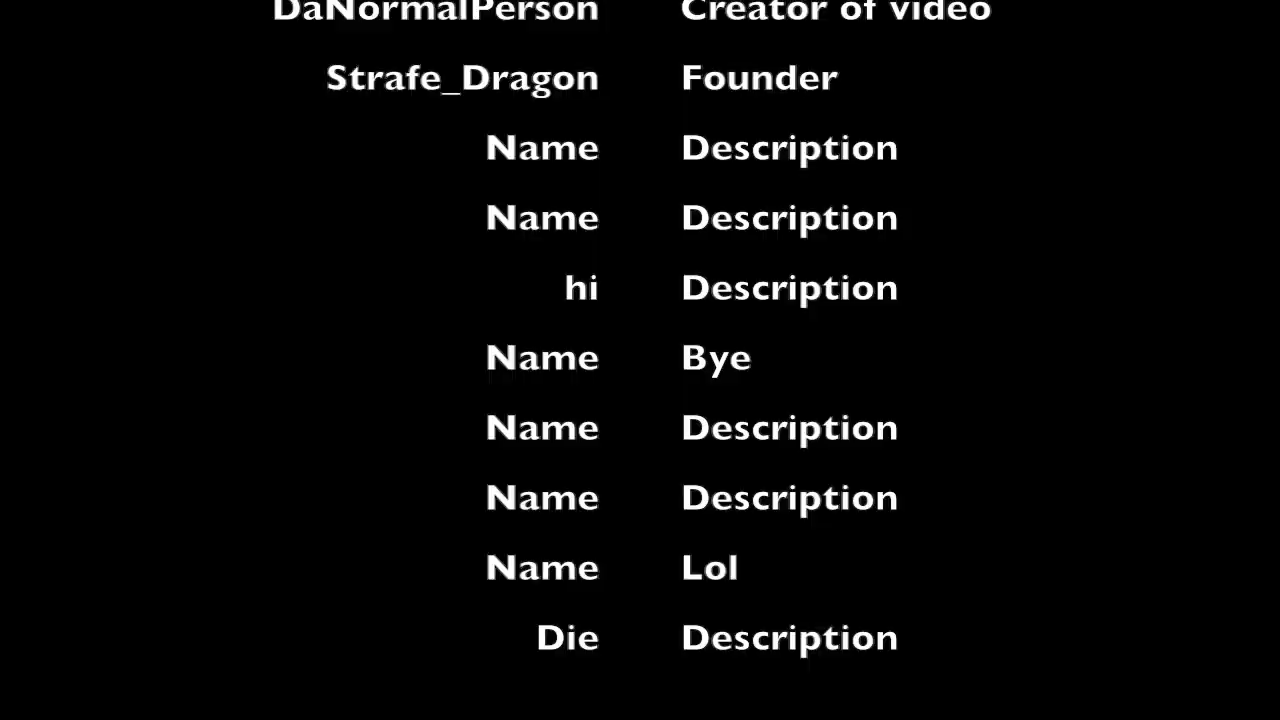 DaNormalPerson Creator of video
Strafe_Dragon Founder
Name Description
Name Description
hi Description
Name Bye
Name Description
Name Description
Name Lol
Die Description